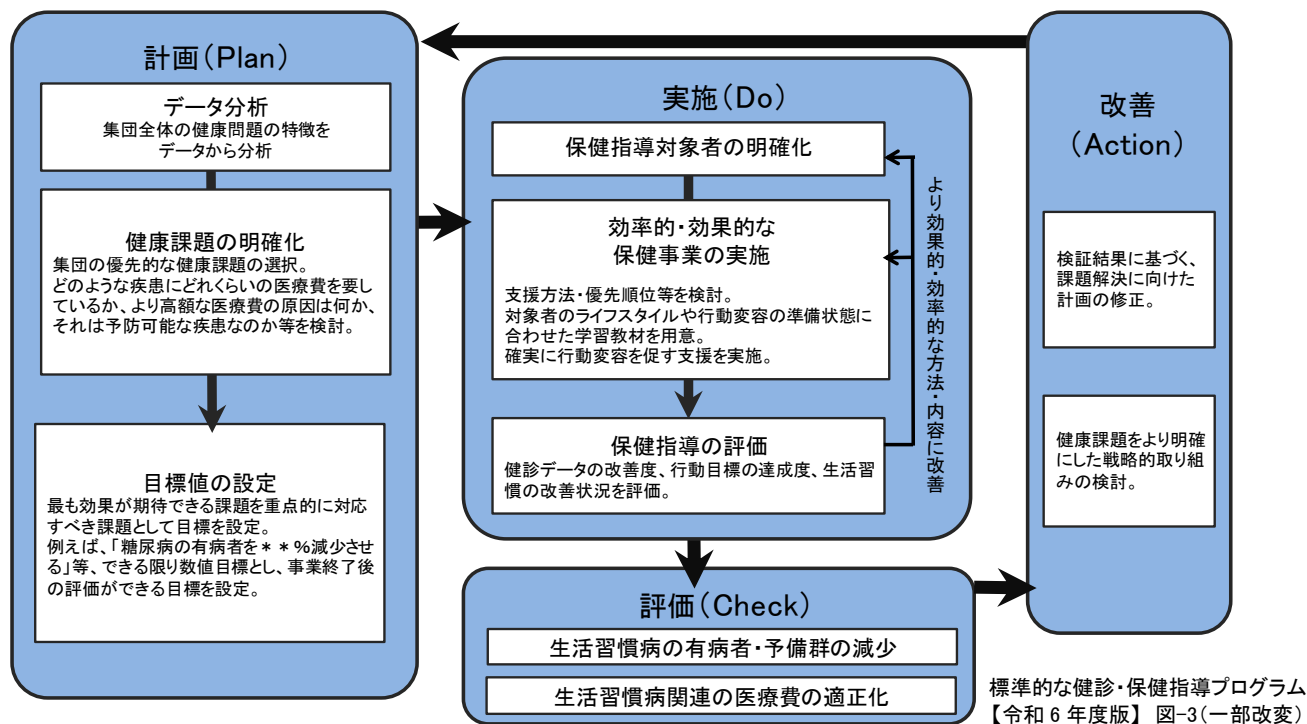 計画(Plan)
データ分析
集団全体の健康問題の特徴を
データから分析
健康課題の明確化
集団の優先的な健康課題の選択。
どのような疾患にどれくらいの医療費を要し
ているか、より高額な医療費の原因は何か、
それは予防可能な疾患なのか等を検討。
目標値の設定
最も効果が期待できる課題を重点的に対応
すべき課題として目標を設定。
例えば、「糖尿病の有病者を**%減少させ
る」等、できる限り数値目標とし、事業終了後
の評価ができる目標を設定。
実施(Do)
保健指導対象者の明確化
効率的・効果的な
保健事業の実施
支援方法・優先順位等を検討。
対象者のライフスタイルや行動変容の準備状態に
合わせた学習教材を用意。
確実に行動変容を促す支援を実施。
保健指導の評価
健診データの改善度、行動目標の達成度、生活習
慣の改善状況を評価。
より効果的・効率的な方法・内容に改善
評価(Check)
生活習慣病の有病者・予備群の減少
生活習慣病関連の医療費の適正化
改善
(Action)
検証結果に基づく、
課題解決に向けた
計画の修正。
健康課題をより明確
にした戦略的取り組
みの検討。
標準的な健診・保健指導プログラム
【令和6年度版】 図-3(一部改変)